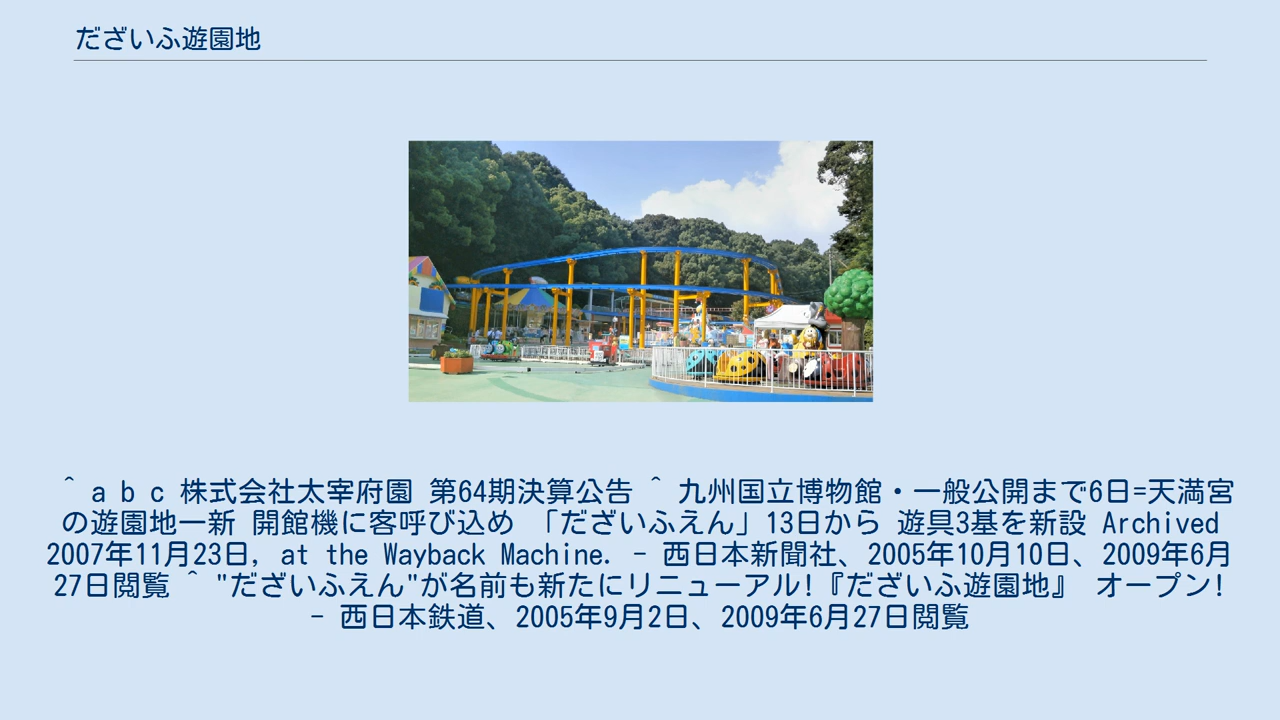 だざいふ遊園地
^ a b c 株式会社太宰府園 第64期決算公告 ^ 九州国立博物館・一般公開まで6日=天満宮
の遊園地一新 開館機に客呼び込め 「だざいふえん」13日から 遊具3基を新設 Archived
2007年11月23日, at the Wayback Machine. - 西日本新聞社、2005年10月10日、2009年6月
27日閲覧 ^ "だざいふえん"が名前も新たにリニューアル!『だざいふ遊園地』 オープン!
- 西日本鉄道、2005年9月2日、2009年6月27日閲覧